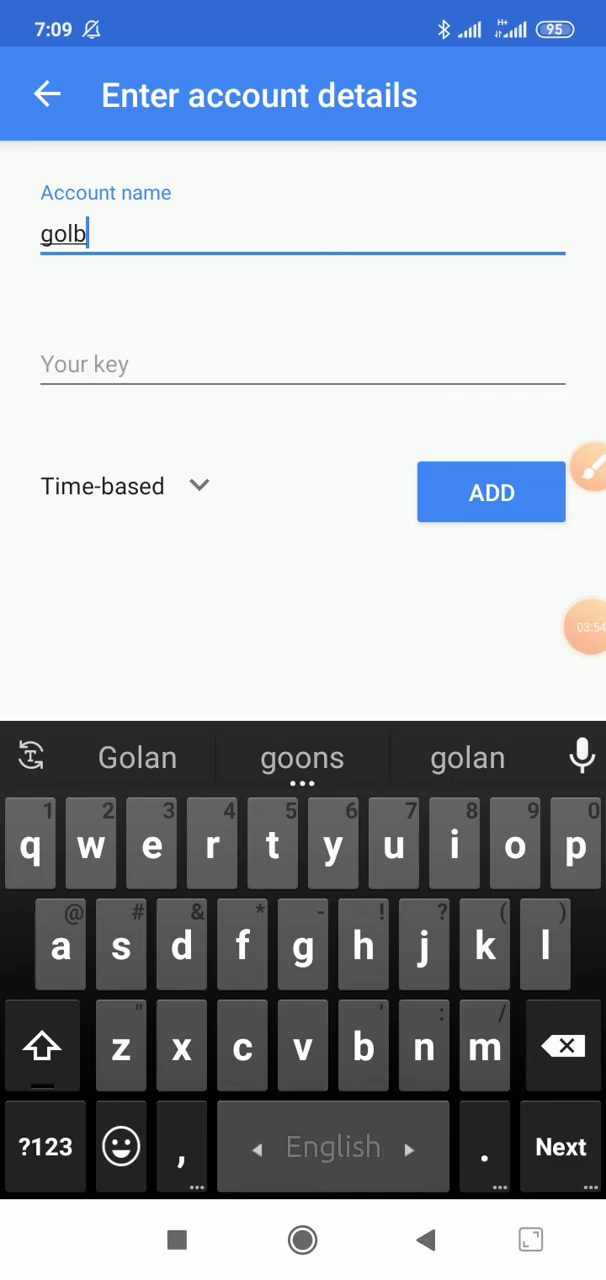 7:09 H+ 95
Enter account details
Account name
golb
Your key
Time-based
ADD
03:54
T Golan goons golan
1 2 3 4 5 6 7 8 9 0
q w e r t y u i o p
@ # & * - ! ? ( )
a s d f g h j k l
" ' : /
z x c v b n m
?123 , English . Next